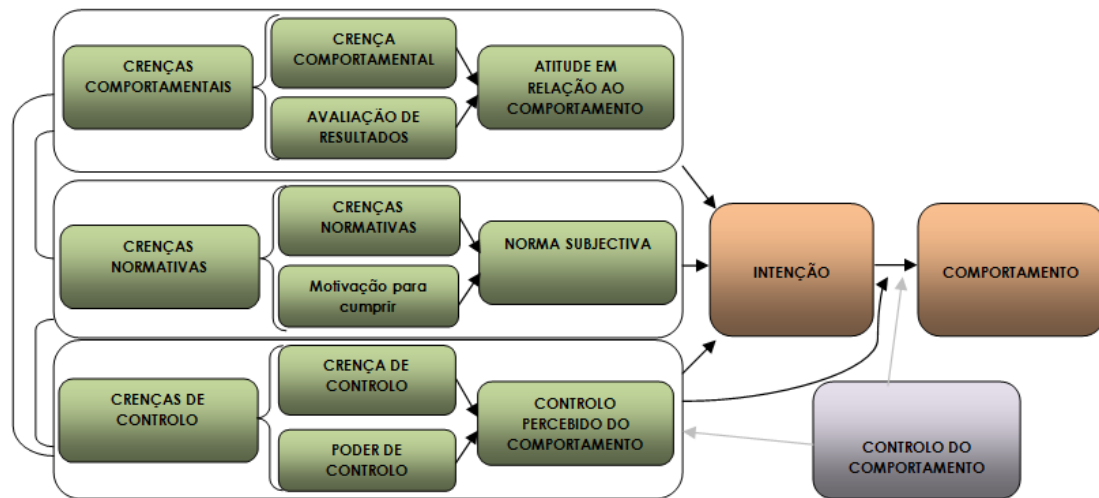 CRENÇAS
COMPORTAMENTAIS
CRENÇA
COMPORTAMENTAL
AVALIAÇÃO DE
RESULTADOS
ATITUDE EM
RELAÇÃO AO
COMPORTAMENTO
CRENÇAS
NORMATIVAS
CRENÇAS
NORMATIVAS
Motivação para
cumprir
NORMA SUBJECTIVA
CRENÇAS DE
CONTROLO
CRENÇA DE
CONTROLO
PODER DE
CONTROLO
CONTROLO
PERCEBIDO DO
COMPORTAMENTO
INTENÇÃO
COMPORTAMENTO
CONTROLO DO
COMPORTAMENTO